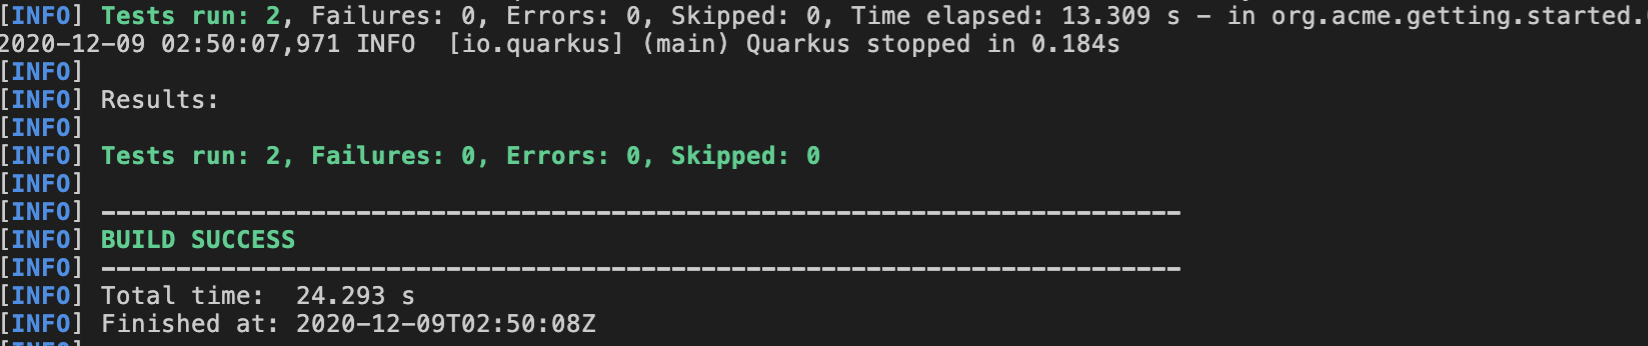 [INFO] Tests run: 2, Failures: 0, Errors: 0, Skipped: 0, Time elapsed: 13.309 s - in org.acme.getting.started.
2020-12-09 02:50:07,971 INFO  [io.quarkus] (main) Quarkus stopped in 0.184s
[INFO]
[INFO] Results:
[INFO]
[INFO] Tests run: 2, Failures: 0, Errors: 0, Skipped: 0
[INFO]
[INFO] ------------------------------------------------------------------------
[INFO] BUILD SUCCESS
[INFO] ------------------------------------------------------------------------
[INFO] Total time:  24.293 s
[INFO] Finished at: 2020-12-09T02:50:08Z
[INFO]